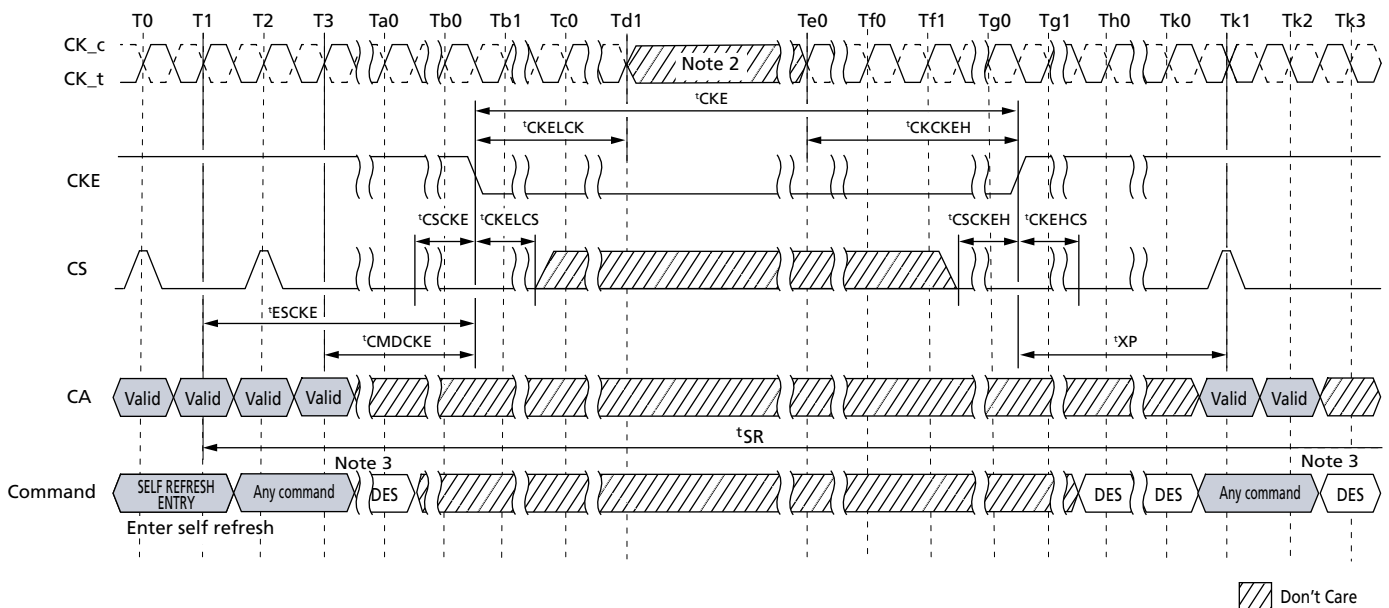 T0 T1 T2 T3 Ta0 Tb0 Tb1 Tc0 Td1 Te0 Tf0 Tf1 Tg0 Tg1 Th0 Tk0 Tk1 Tk2 Tk3
CK_c
CK_t
Note 2
tCKE
tCKELCK tCKCKEH
CKE
tCSCKE tCKELCS tCSCKEH tCKEHCS
CS
tESCKE
tCMDCKE tXP
CA Valid Valid Valid Valid Valid Valid
tSR
Note 3 Note 3
Command SELF REFRESH ENTRY Any command DES DES DES Any command DES
Enter self refresh
Don't Care